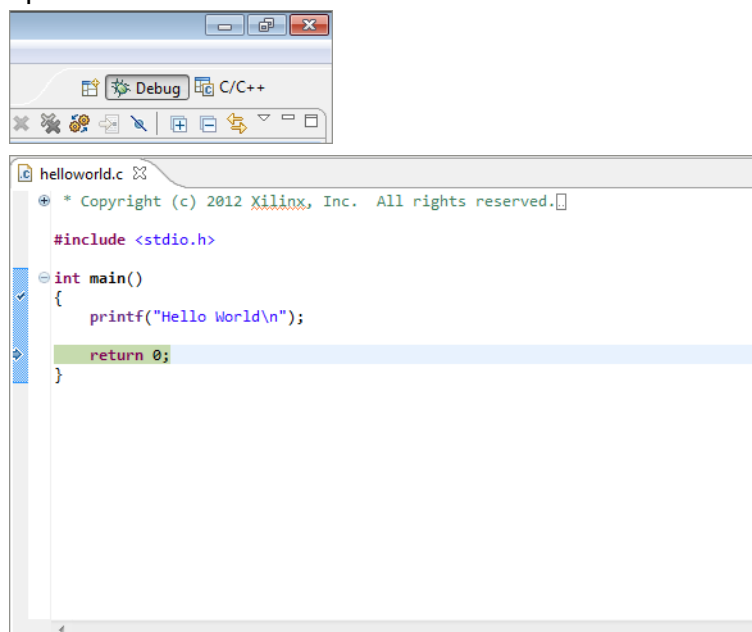 Debug C/C++
helloworld.c
* Copyright (c) 2012 Xilinx, Inc.  All rights reserved.
#include <stdio.h>
int main()
{
    printf("Hello World\n");
    return 0;
}